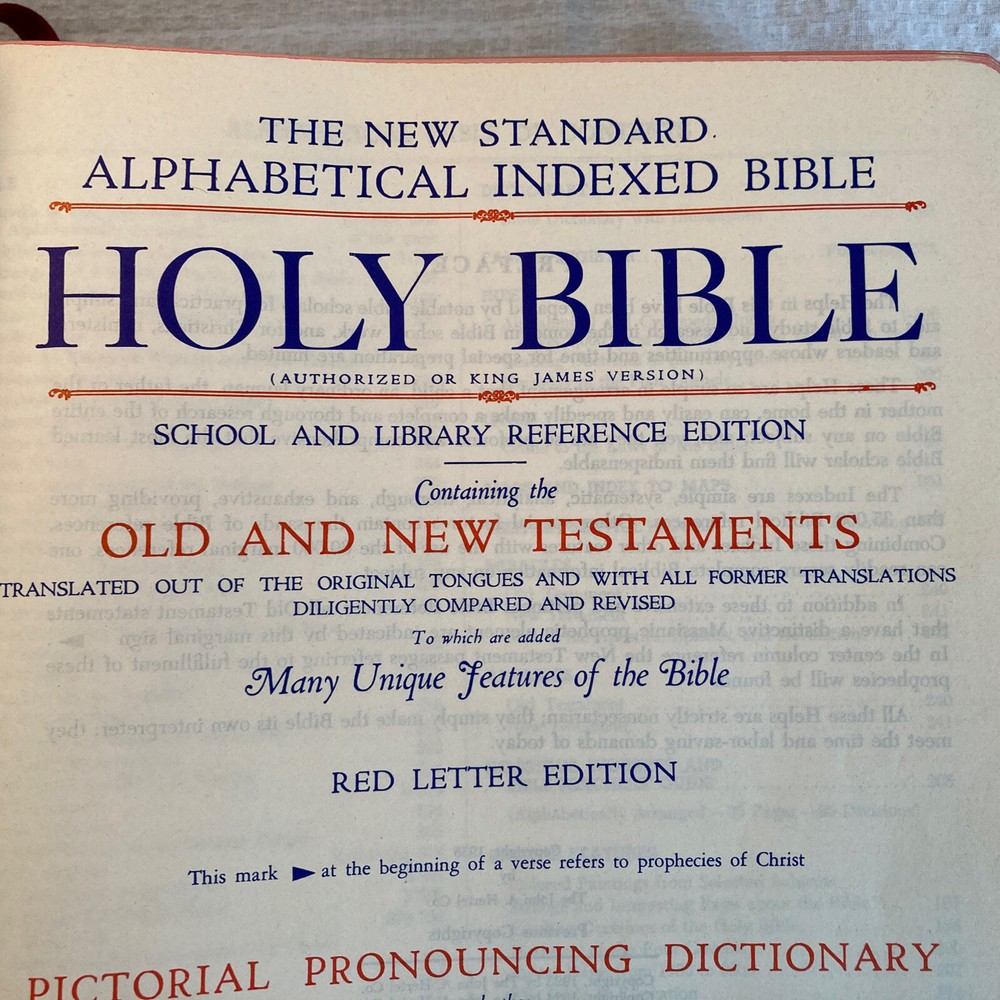 THE NEW STANDARD
ALPHABETICAL INDEXED BIBLE
HOLY BIBLE
(AUTHORIZED OR KING JAMES VERSION)
SCHOOL AND LIBRARY REFERENCE EDITION
Containing the
OLD AND NEW TESTAMENTS
TRANSLATED OUT OF THE ORIGINAL TONGUES AND WITH ALL FORMER TRANSLATIONS
DILIGENTLY COMPARED AND REVISED
To which are added
Many Unique Features of the Bible
RED LETTER EDITION
This mark ► at the beginning of a verse refers to prophecies of Christ
PICTORIAL PRONOUNCING DICTIONARY